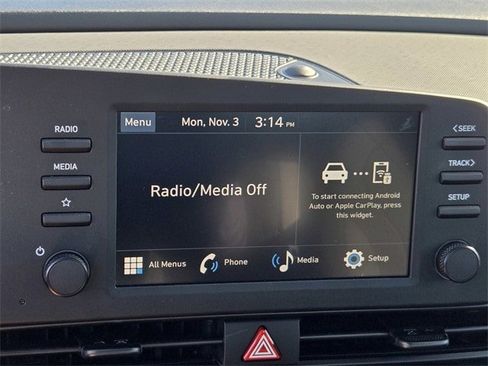 RADIO
MEDIA
Menu
Mon, Nov. 3
3:14 PM
Radio/Media Off
To start connecting Android
Auto or Apple CarPlay, press
this widget.
All Menus
Phone
Media
Setup
<SEEK
TRACK>
SETUP